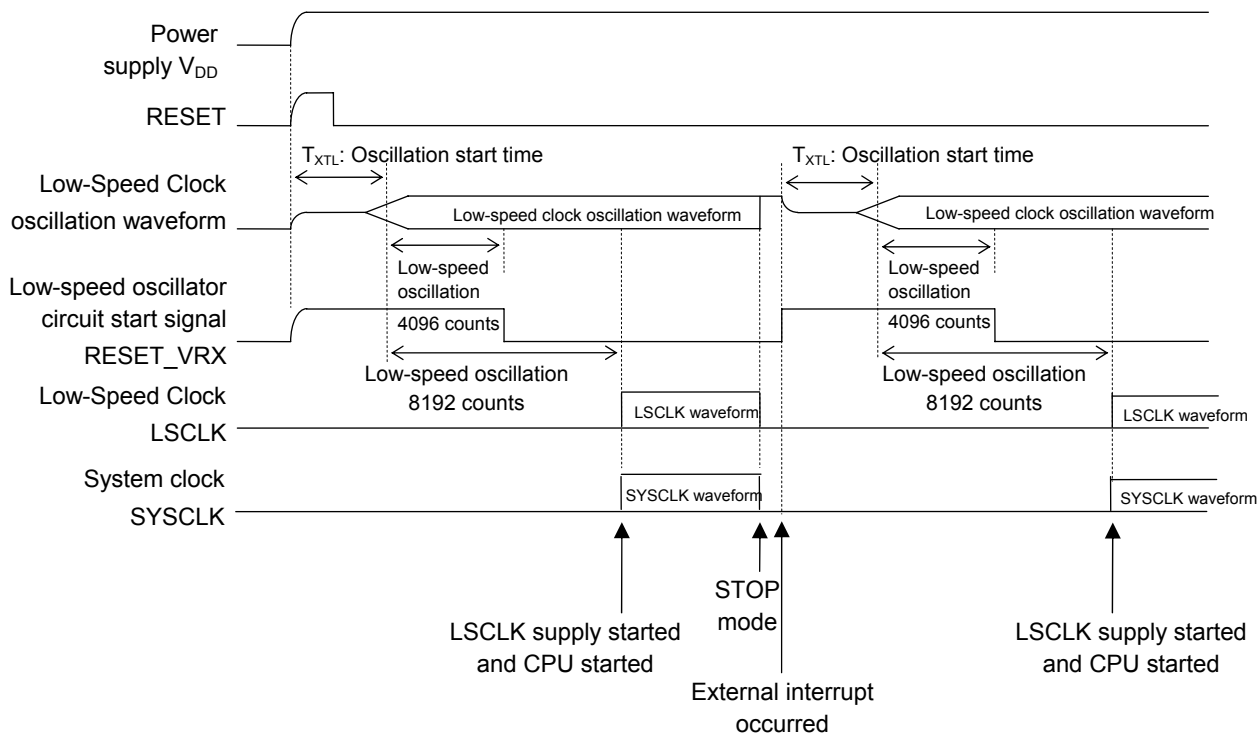 Power
supply VDD
RESET
TXTL: Oscillation start time
TXTL: Oscillation start time
Low-Speed Clock
oscillation waveform
Low-speed clock oscillation waveform
Low-speed clock oscillation waveform
Low-speed
oscillation
4096 counts
Low-speed
oscillation
4096 counts
Low-speed oscillator
circuit start signal
RESET_VRX
Low-speed oscillation
8192 counts
Low-speed oscillation
8192 counts
Low-Speed Clock
LSCLK
LSCLK waveform
LSCLK waveform
System clock
SYSCLK
SYSCLK waveform
SYSCLK waveform
STOP
mode
LSCLK supply started
and CPU started
LSCLK supply started
and CPU started
External interrupt
occurred